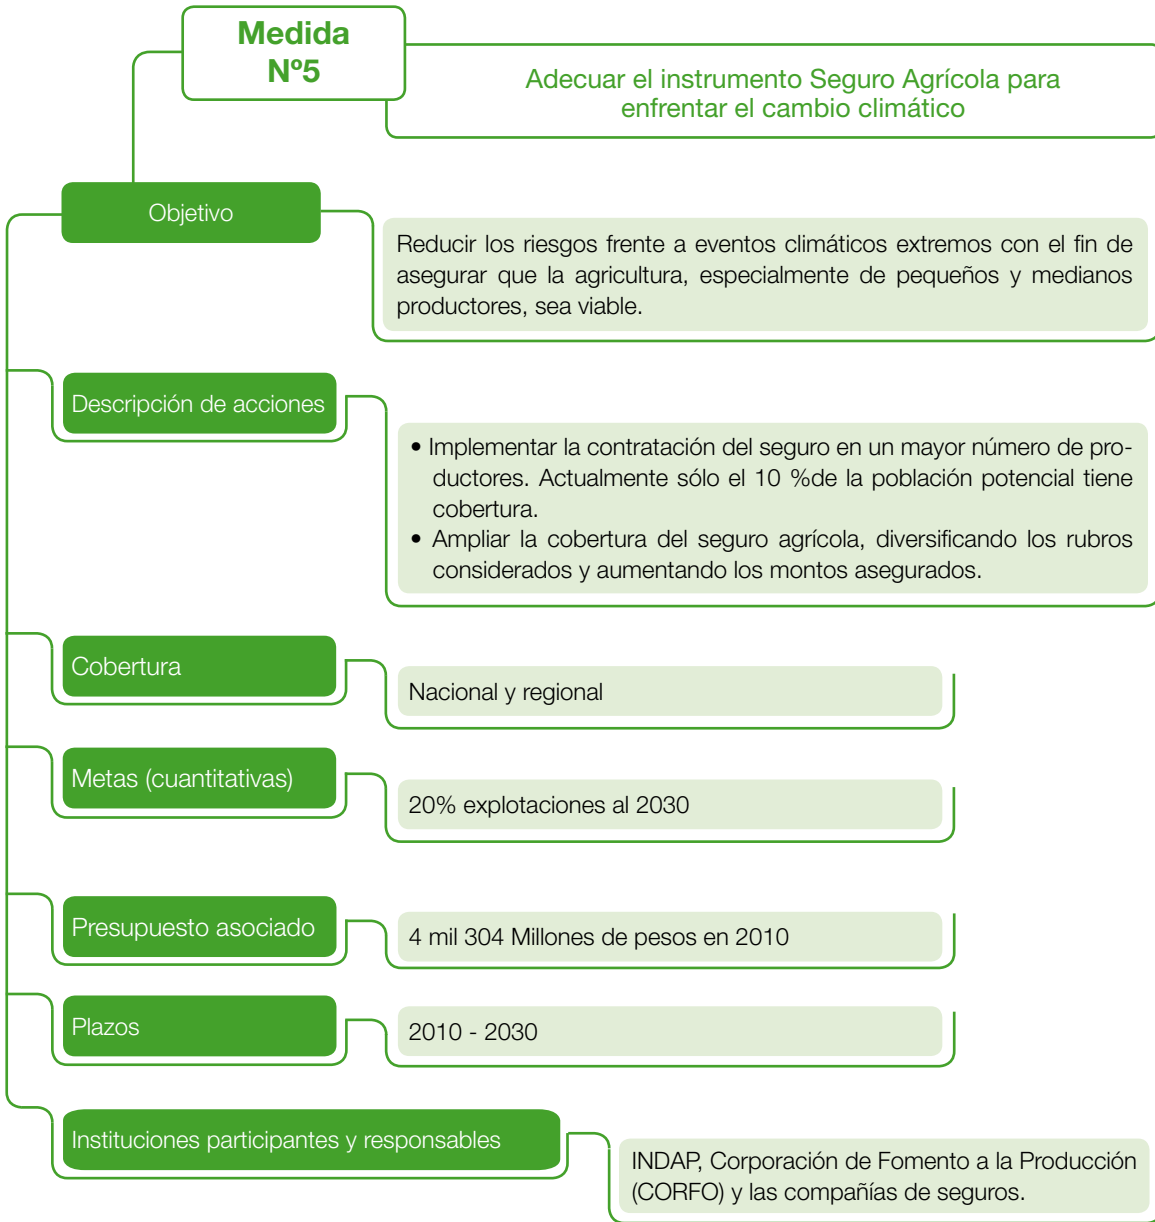 Medida
Nº5
Adecuar el instrumento Seguro Agrícola para
enfrentar el cambio climático
Objetivo
Reducir los riesgos frente a eventos climáticos extremos con el fin de
asegurar que la agricultura, especialmente de pequeños y medianos
productores, sea viable.
Descripción de acciones
• Implementar la contratación del seguro en un mayor número de pro-
ductores. Actualmente sólo el 10 %de la población potencial tiene
cobertura.
• Ampliar la cobertura del seguro agrícola, diversificando los rubros
considerados y aumentando los montos asegurados.
Cobertura
Nacional y regional
Metas (cuantitativas)
20% explotaciones al 2030
Presupuesto asociado
4 mil 304 Millones de pesos en 2010
Plazos
2010 - 2030
Instituciones participantes y responsables
INDAP, Corporación de Fomento a la Producción
(CORFO) y las compañías de seguros.